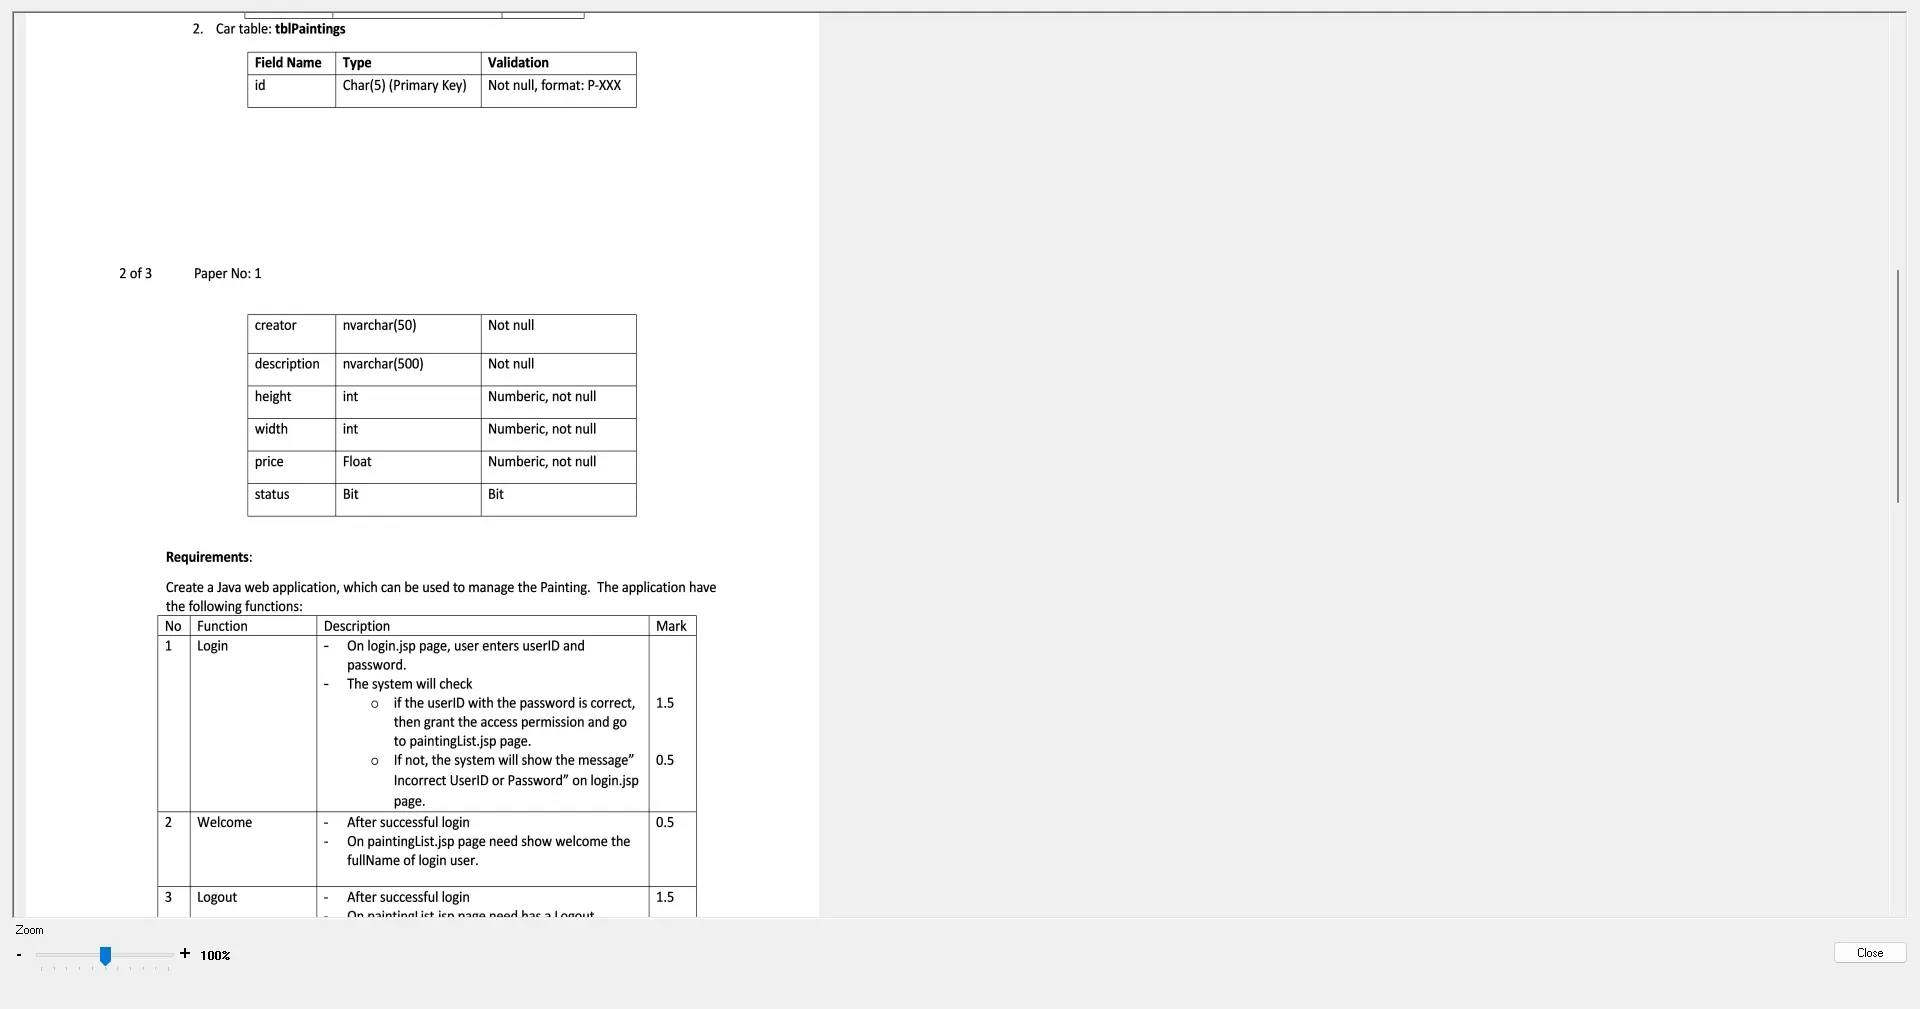 2. Car table: tblPaintings
Field Name Type Validation
id Char(5) (Primary Key) Not null, format: P-XXX
2 of 3 Paper No: 1
creator nvarchar(50) Not null
description nvarchar(500) Not null
height int Numberic, not null
width int Numberic, not null
price Float Numberic, not null
status Bit Bit
Requirements:
Create a Java web application, which can be used to manage the Painting. The application have
the following functions:
No Function Description Mark
1 Login - On login.jsp page, user enters userID and
password.
- The system will check
o if the userID with the password is correct, 1.5
then grant the access permission and go
to paintingList.jsp page.
o If not, the system will show the message” 0.5
Incorrect UserID or Password” on login.jsp
page.
2 Welcome - After successful login 0.5
- On paintingList.jsp page need show welcome the
fullName of login user.
3 Logout - After successful login 1.5
- On paintingList.jsp page need has a Logout
Zoom
- + 100%
Close